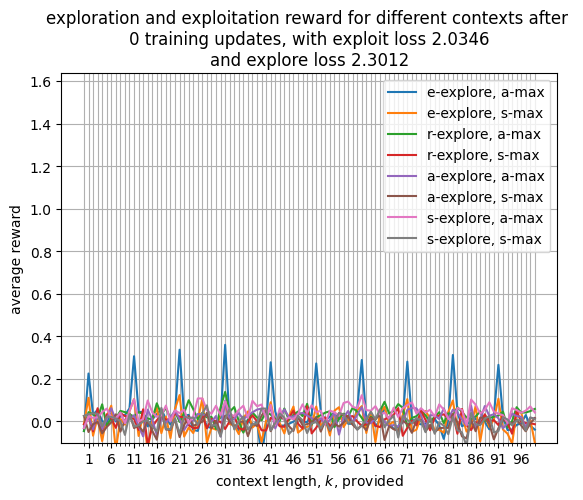 exploration and exploitation reward for different contexts after
0 training updates, with exploit loss 2.0346
and explore loss 2.3012
1.6
1.4
1.2
1.0
0.8
0.6
0.4
0.2
0.0
average reward
e-explore, a-max
e-explore, s-max
r-explore, a-max
r-explore, s-max
a-explore, a-max
a-explore, s-max
s-explore, a-max
s-explore, s-max
1 6 11 16 21 26 31 36 41 46 51 56 61 66 71 76 81 86 91 96
context length, k, provided